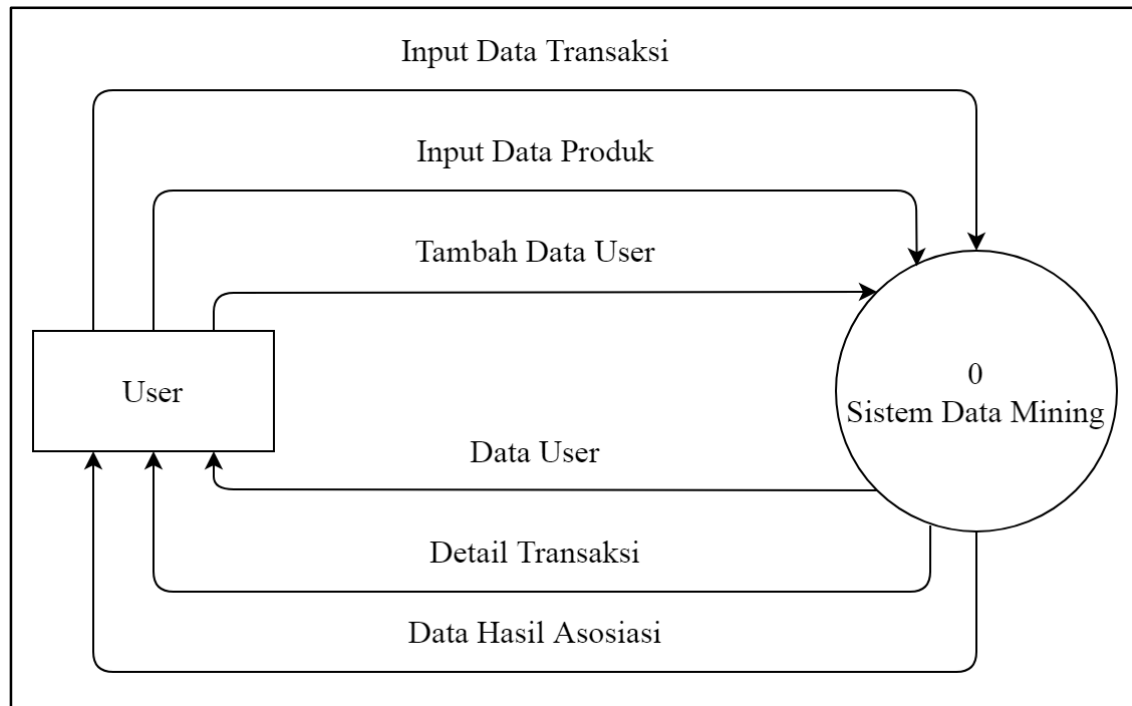 Input Data Transaksi
Input Data Produk
Tambah Data User
User
0
Sistem Data Mining
Data User
Detail Transaksi
Data Hasil Asosiasi